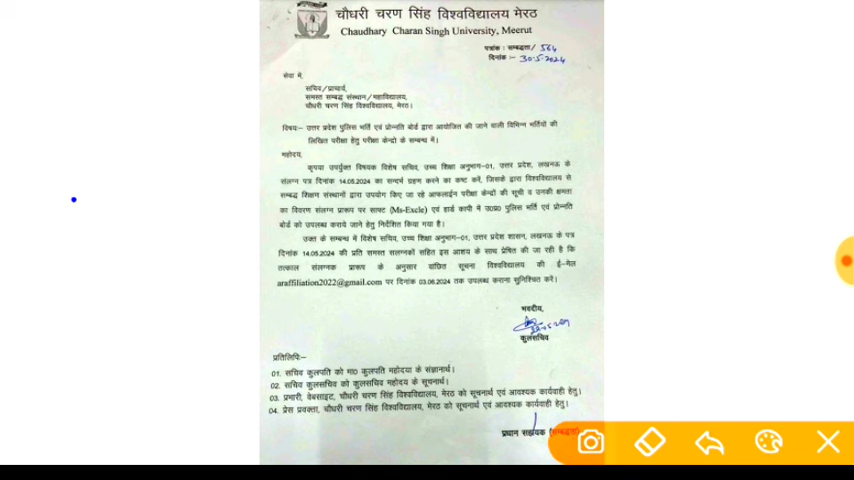 चौधरी चरण सिंह विश्वविद्यालय मेरठ
Chaudhary Charan Singh University, Meerut
पत्रांक : सम्बद्धता/ 564
दिनांक :- 30.5.2024
सेवा में,
सचिव/प्राचार्य,
समस्त सम्बद्ध संस्थान/महाविद्यालय,
चौधरी चरण सिंह विश्वविद्यालय, मेरठ।
विषय:- उत्तर प्रदेश पुलिस भर्ति एवं प्रोन्नति बोर्ड द्वारा आयोजित की जाने वाली विभिन्न भर्तियों की
लिखित परीक्षा हेतु परीक्षा केन्द्रो के सम्बन्ध में।
महोदय,
कृपया उपर्युक्त विषयक विशेष सचिव, उच्च शिक्षा अनुभाग-01, उत्तर प्रदेश, लखनऊ के
संलग्न पत्र दिनांक 14.05.2024 का सन्दर्भ ग्रहण करने का कष्ट करें, जिसके द्वारा विश्वविद्यालय से
सम्बद्ध शिक्षण संस्थानों द्वारा उपयोग किए जा रहे आफलाईन परीक्षा केन्द्रों की सूची व उनकी क्षमता
का विवरण संलग्न प्रारूप पर साफ्ट (Ms-Excle) एवं हार्ड कापी में उ0प्र0 पुलिस भर्ति एवं प्रोन्नति
बोर्ड को उपलब्ध कराये जाने हेतु निर्देशित किया गया है।
उक्त के सम्बन्ध में विशेष सचिव, उच्च शिक्षा अनुभाग-01, उत्तर प्रदेश शासन, लखनऊ के पत्र
दिनांक 14.05.2024 की प्रति समस्त सलग्नकों सहित इस आशय के साथ प्रेषित की जा रही है कि
तत्काल संलग्नक प्रारूप के अनुसार वांछित सूचना विश्वविद्यालय की ई-मेल
araffiliation2022@gmail.com पर दिनांक 03.06.2024 तक उपलब्ध कराना सुनिश्चित करें।
भवदीय,
कुलसचिव
प्रतिलिपि:-
01. सचिव कुलपति को मा0 कुलपति महोदया के संज्ञानार्थ।
02. सचिव कुलसचिव को कुलसचिव महोदय के सूचनार्थ।
03. प्रभारी, वेबसाइट, चौधरी चरण सिंह विश्वविद्यालय, मेरठ को सूचनार्थ एवं आवश्यक कार्यवाही हेतु।
04. प्रेस प्रवक्ता, चौधरी चरण सिंह विश्वविद्यालय, मेरठ को सूचनार्थ एवं आवश्यक कार्यवाही हेतु।
प्रधान सहायक (सम्बद्धता)